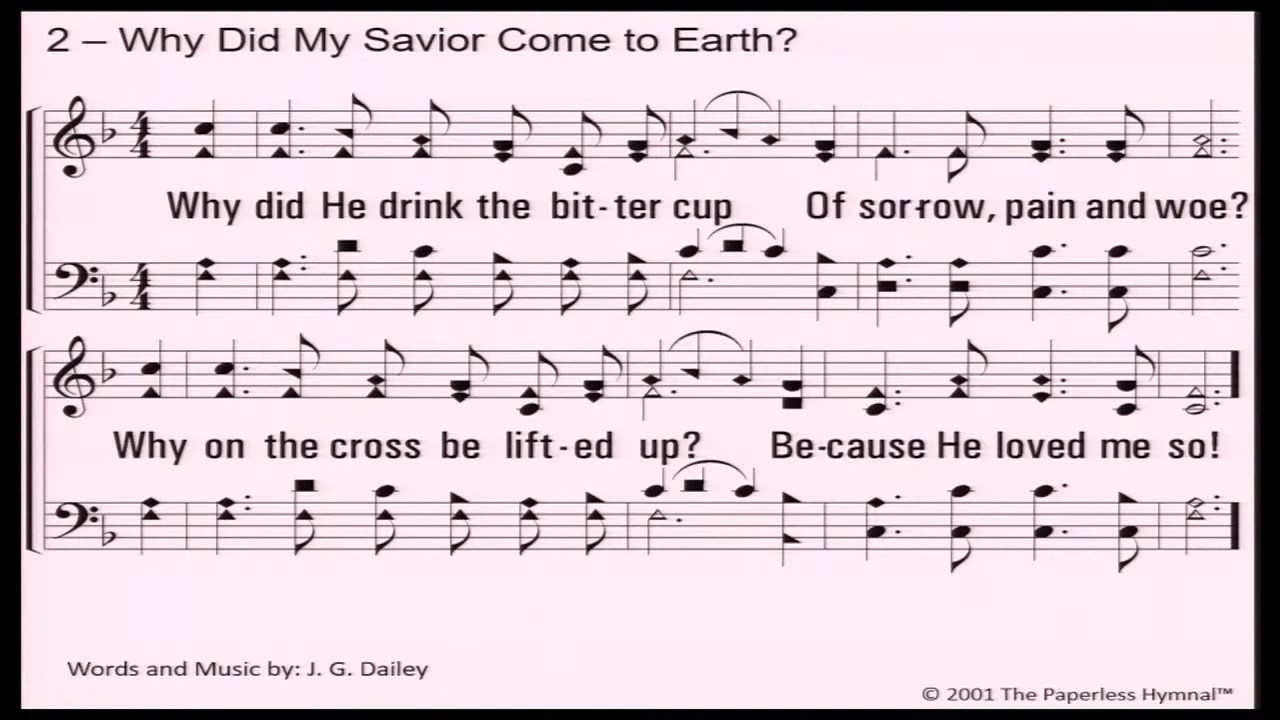 2 – Why Did My Savior Come to Earth?
Why did He drink the bit-ter cup Of sor-row, pain and woe?
Why on the cross be lift-ed up? Be-cause He loved me so!
Words and Music by: J. G. Dailey
© 2001 The Paperless Hymnal™